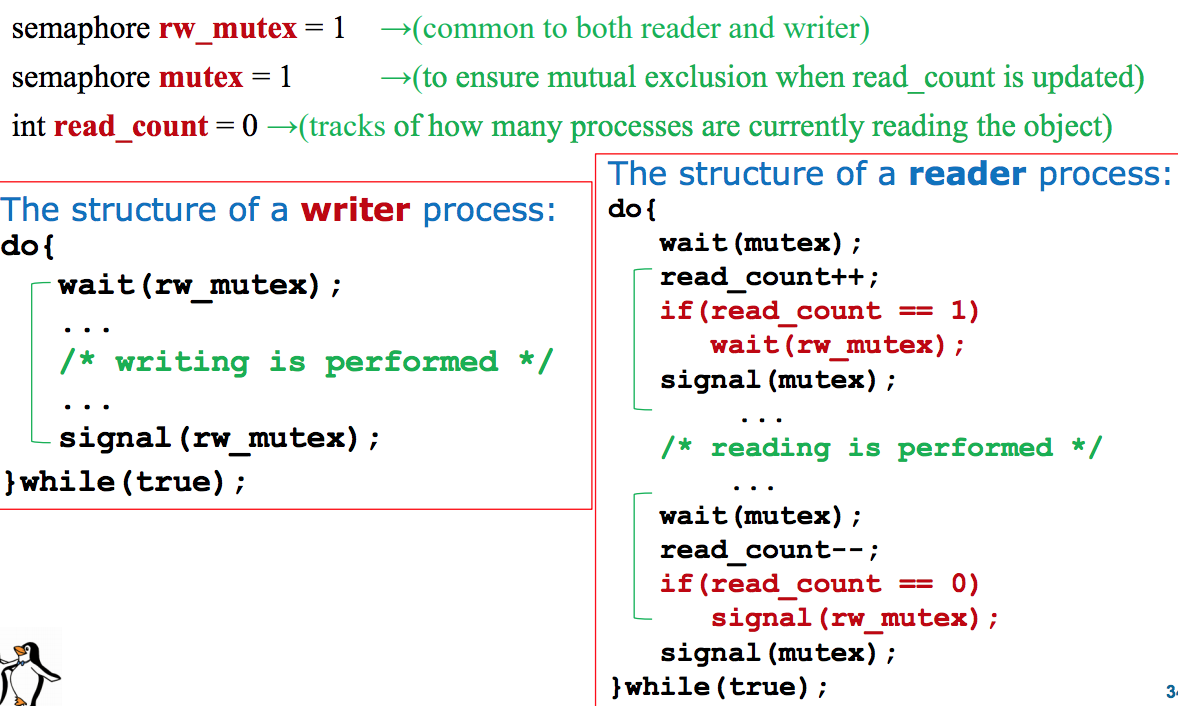 semaphore rw_mutex = 1 →(common to both reader and writer)
semaphore mutex = 1 →(to ensure mutual exclusion when read_count is updated)
int read_count = 0 →(tracks of how many processes are currently reading the object)
The structure of a writer process:
do{
wait(rw_mutex);
...
/* writing is performed */
...
signal(rw_mutex);
}while(true);
The structure of a reader process:
do{
wait(mutex);
read_count++;
if(read_count == 1)
wait(rw_mutex);
signal(mutex);
...
/* reading is performed */
...
wait(mutex);
read_count--;
if(read_count == 0)
signal(rw_mutex);
signal(mutex);
}while(true);